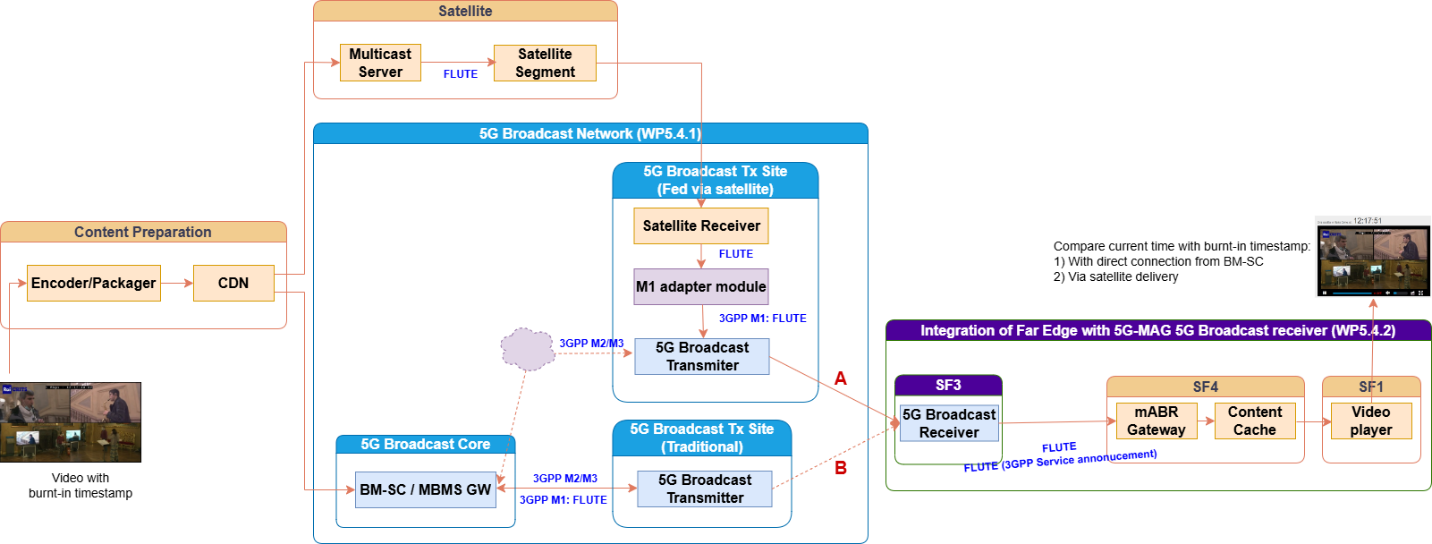 Satellite
Multicast
Server
FLUTE
Satellite
Segment
5G Broadcast Network (WP5.4.1)
5G Broadcast Tx Site
(Fed via satellite)
Satellite Receiver
FLUTE
M1 adapter module
3GPP M1: FLUTE
3GPP M2/M3
5G Broadcast
Transmiter
Content Preparation
Encoder/Packager
CDN
Video with
burnt-in timestamp
5G Broadcast Core
BM-SC / MBMS GW
3GPP M2/M3
3GPP M1: FLUTE
5G Broadcast Tx Site
(Traditional)
5G Broadcast
Transmitter
A
B
12:17:51
Compare current time with burnt-in timestamp:
1) With direct connection from BM-SC
2) Via satellite delivery
Integration of Far Edge with 5G-MAG 5G Broadcast receiver (WP5.4.2)
SF3
5G Broadcast
Receiver
FLUTE
FLUTE (3GPP Service annonucement)
SF4
mABR
Gateway
Content
Cache
SF1
Video
player